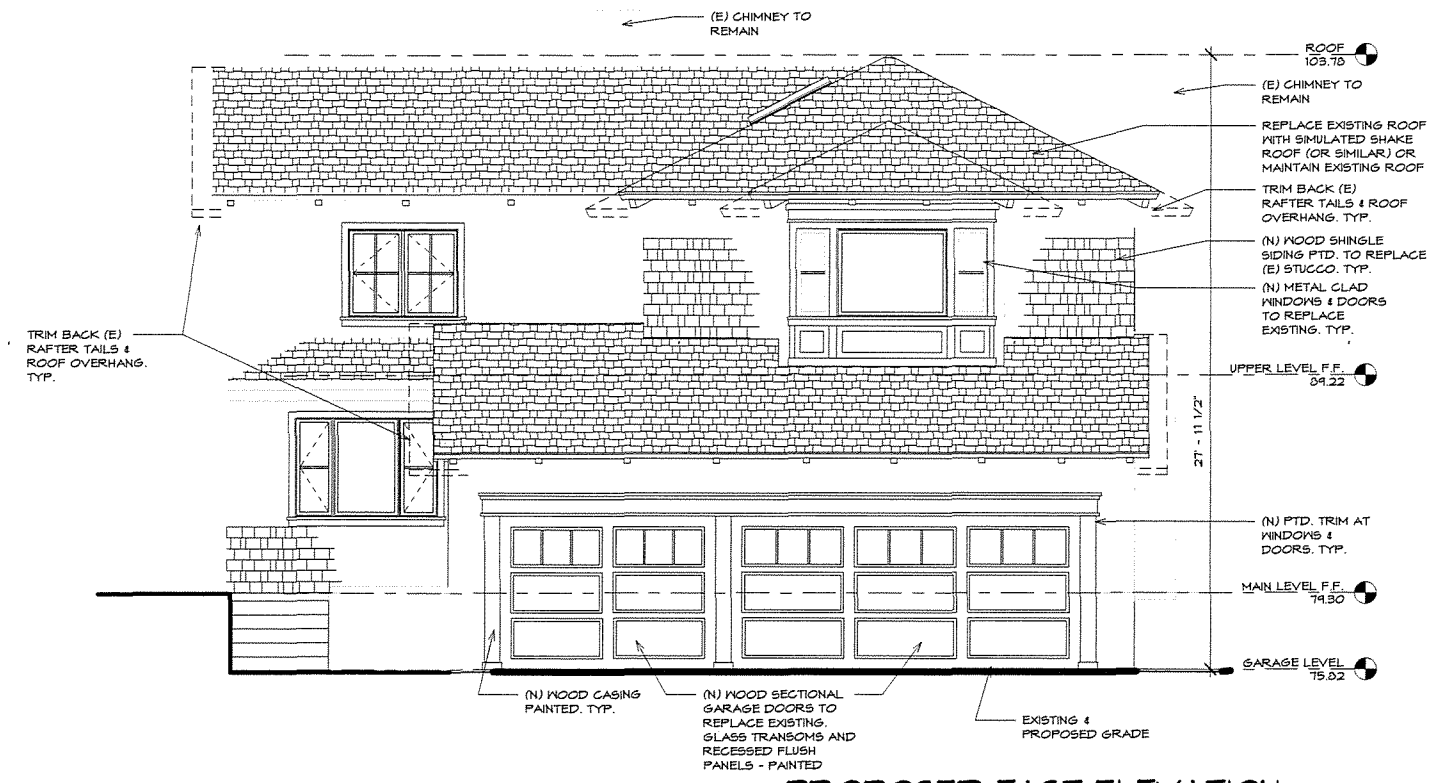 (E) CHIMNEY TO
REMAIN
ROOF
103.78
(E) CHIMNEY TO
REMAIN
REPLACE EXISTING ROOF
WITH SIMULATED SHAKE
ROOF (OR SIMILAR) OR
MAINTAIN EXISTING ROOF
TRIM BACK (E)
RAFTER TAILS & ROOF
OVERHANG. TYP.
(N) WOOD SHINGLE
SIDING PTD. TO REPLACE
(E) STUCCO. TYP.
(N) METAL CLAD
WINDOWS & DOORS
TO REPLACE
EXISTING. TYP.
TRIM BACK (E)
RAFTER TAILS &
ROOF OVERHANG.
TYP.
UPPER LEVEL F.F.
89.22
27' - 11 1/2"
(N) PTD. TRIM AT
WINDOWS &
DOORS. TYP.
MAIN LEVEL F.F.
79.30
GARAGE LEVEL
75.82
(N) WOOD CASING
PAINTED. TYP.
(N) WOOD SECTIONAL
GARAGE DOORS TO
REPLACE EXISTING.
GLASS TRANSOMS AND
RECESSED FLUSH
PANELS - PAINTED
EXISTING &
PROPOSED GRADE
PROPOSED EAST ELEVATION